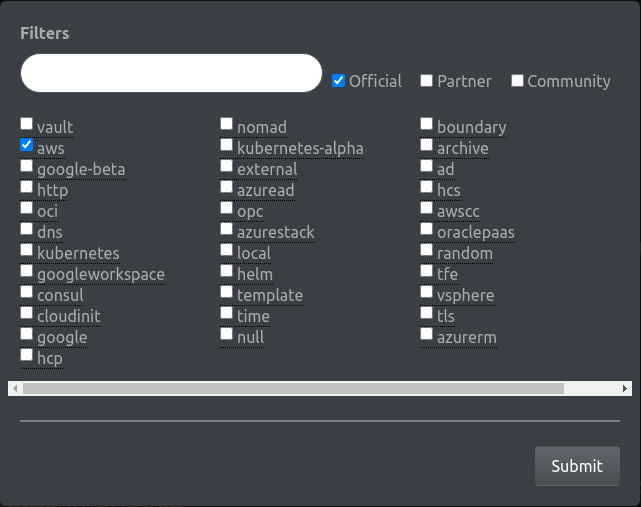 Filters
Official Partner Community
vault nomad boundary
aws kubernetes-alpha archive
google-beta external ad
http azuread hcs
oci opc awscc
dns azurestack oraclepaas
kubernetes local random
googleworkspace helm tfe
consul template vsphere
cloudinit time tls
google null azurerm
hcp
Submit